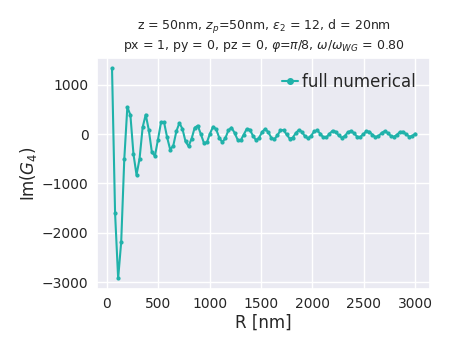 z = 50nm, z_p=50nm, ε_2 = 12, d = 20nm
px = 1, py = 0, pz = 0, φ=π/8, ω/ω_WG = 0.80
full numerical
Im(G_4)
1000
0
−1000
−2000
−3000
0 500 1000 1500 2000 2500 3000
R [nm]